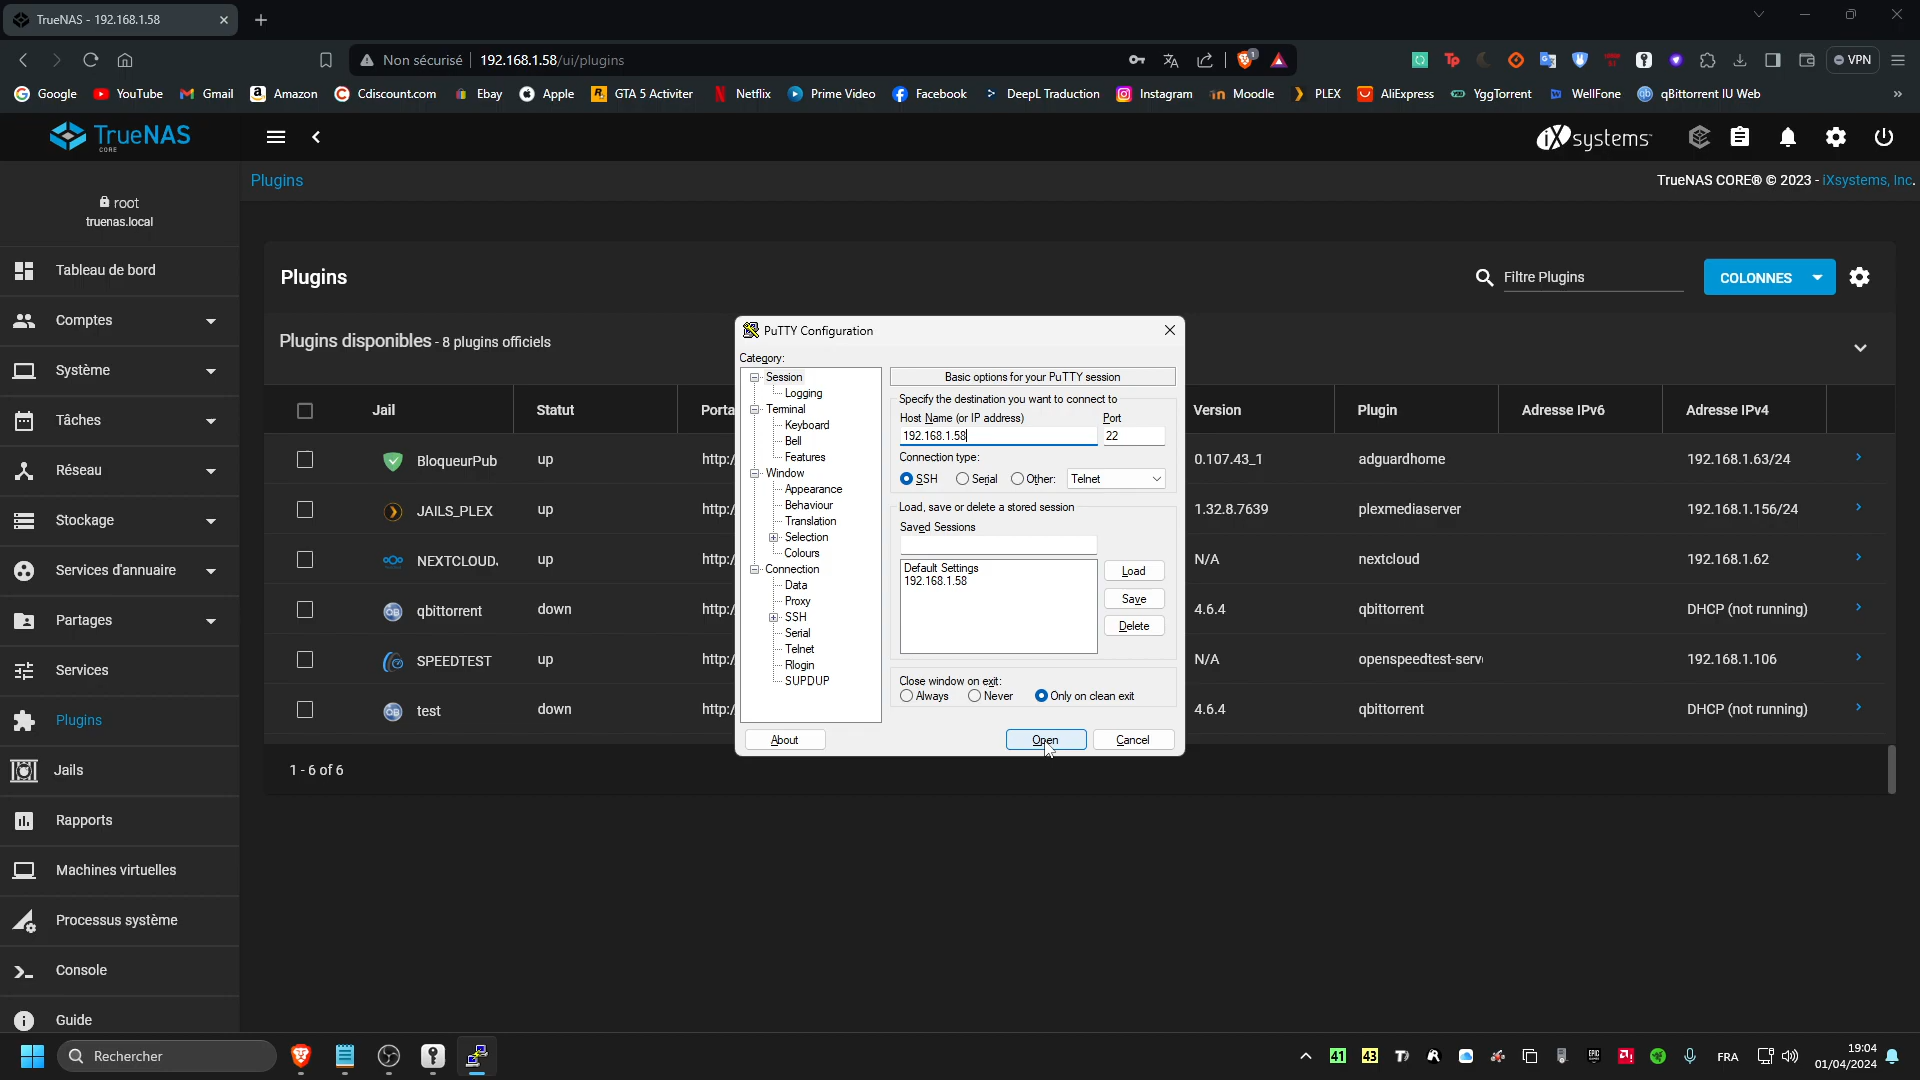 TrueNAS - 192.168.1.58
Non sécurisé
192.168.1.58/ui/plugins
1
VPN
Google
YouTube
Gmail
Amazon
Cdiscount.com
Ebay
Apple
GTA 5 Activiter
Netflix
Prime Video
Facebook
DeepL Traduction
Instagram
Moodle
PLEX
AliExpress
YggTorrent
WellFone
qBittorrent IU Web
TrueNAS
CORE
iXsystems
Plugins
TrueNAS CORE® © 2023 - iXsystems, Inc.
root
truenas.local
Tableau de bord
Comptes
Système
Tâches
Réseau
Stockage
Services d'annuaire
Partages
Services
Plugins
Jails
Rapports
Machines virtuelles
Processus système
Console
Guide
Plugins
Filtre Plugins
COLONNES
Plugins disponibles - 8 plugins officiels
Jail Statut Porta Version Plugin Adresse IPv6 Adresse IPv4
BloqueurPub up http:/ 0.107.43_1 adguardhome 192.168.1.63/24
JAILS_PLEX up http:/ 1.32.8.7639 plexmediaserver 192.168.1.156/24
NEXTCLOUD. up http:/ N/A nextcloud 192.168.1.62
qbittorrent down http:/ 4.6.4 qbittorrent DHCP (not running)
SPEEDTEST up http:/ N/A openspeedtest-serv 192.168.1.106
test down http:/ 4.6.4 qbittorrent DHCP (not running)
1 - 6 of 6
PuTTY Configuration
Category:
Session
Logging
Terminal
Keyboard
Bell
Features
Window
Appearance
Behaviour
Translation
Selection
Colours
Connection
Data
Proxy
SSH
Serial
Telnet
Rlogin
SUPDUP
Basic options for your PuTTY session
Specify the destination you want to connect to
Host Name (or IP address) Port
192.168.1.58 22
Connection type:
SSH Serial Other: Telnet
Load, save or delete a stored session
Saved Sessions
Default Settings
192.168.1.58
Load
Save
Delete
Close window on exit:
Always Never Only on clean exit
About
Open
Cancel
Rechercher
41
43
FRA
19:04
01/04/2024